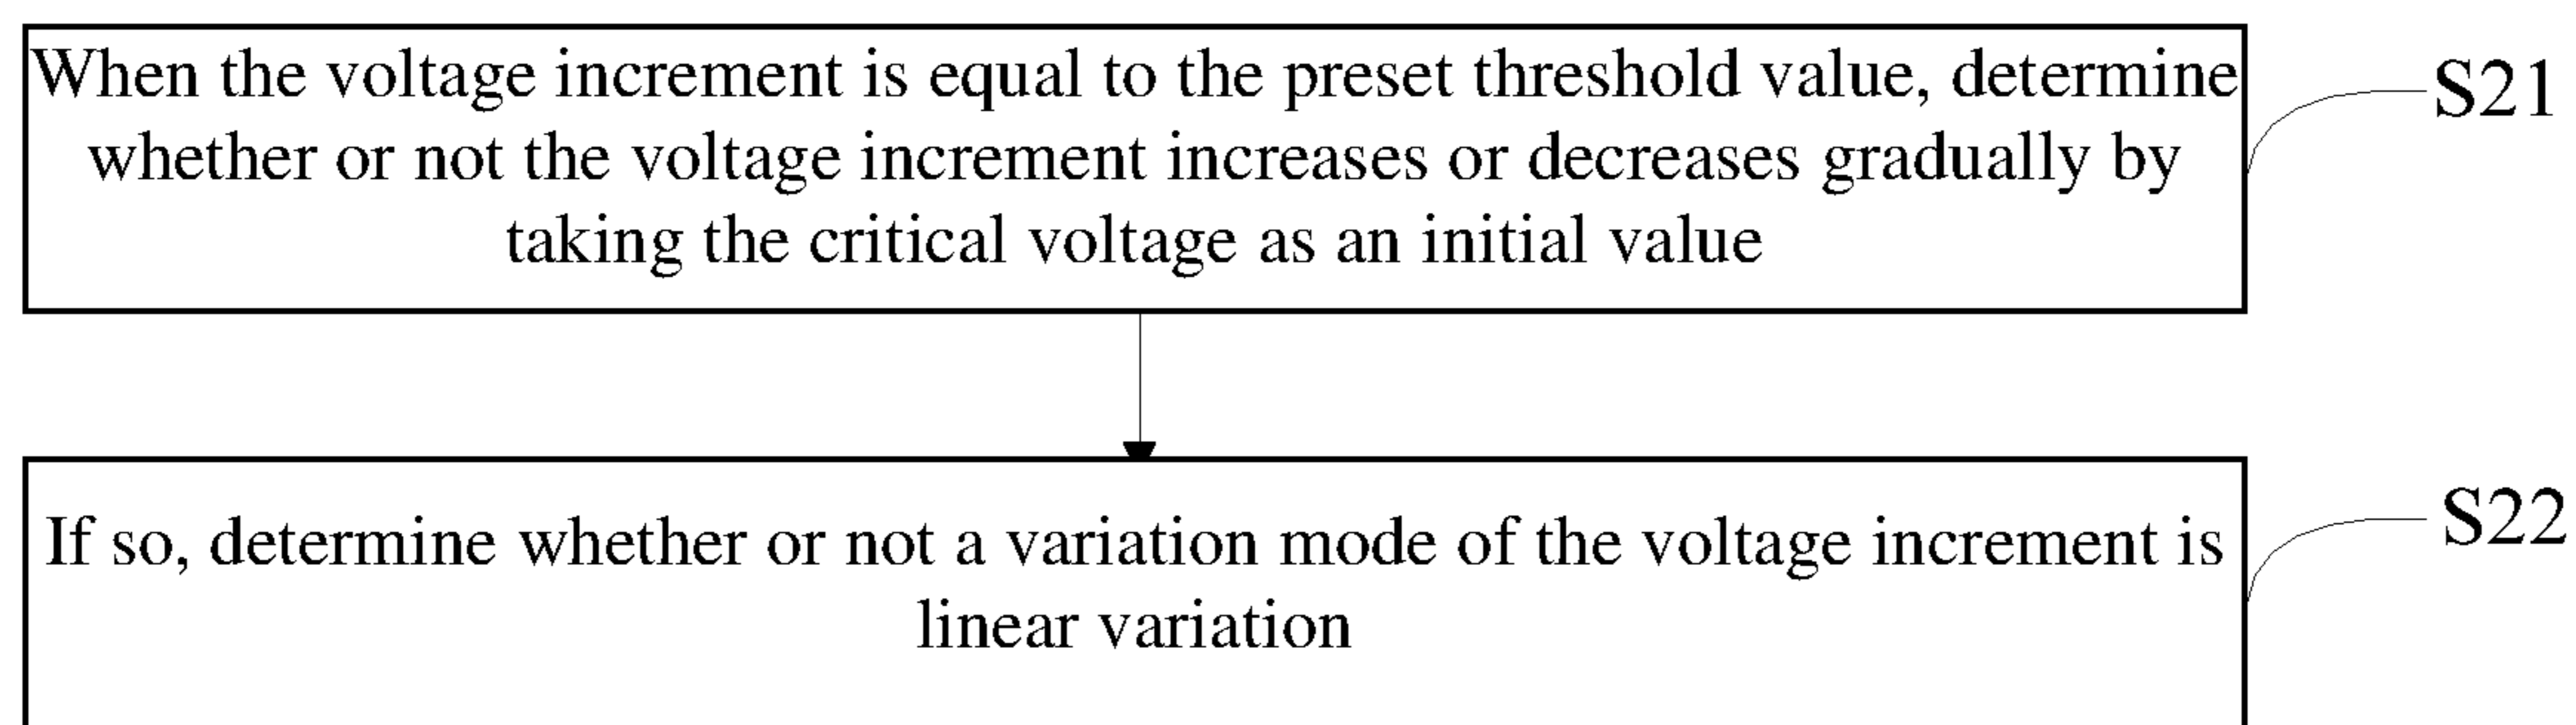 When the voltage increment is equal to the preset threshold value, determine
whether or not the voltage increment increases or decreases gradually by
taking the critical voltage as an initial value
S21
If so, determine whether or not a variation mode of the voltage increment is
linear variation
S22